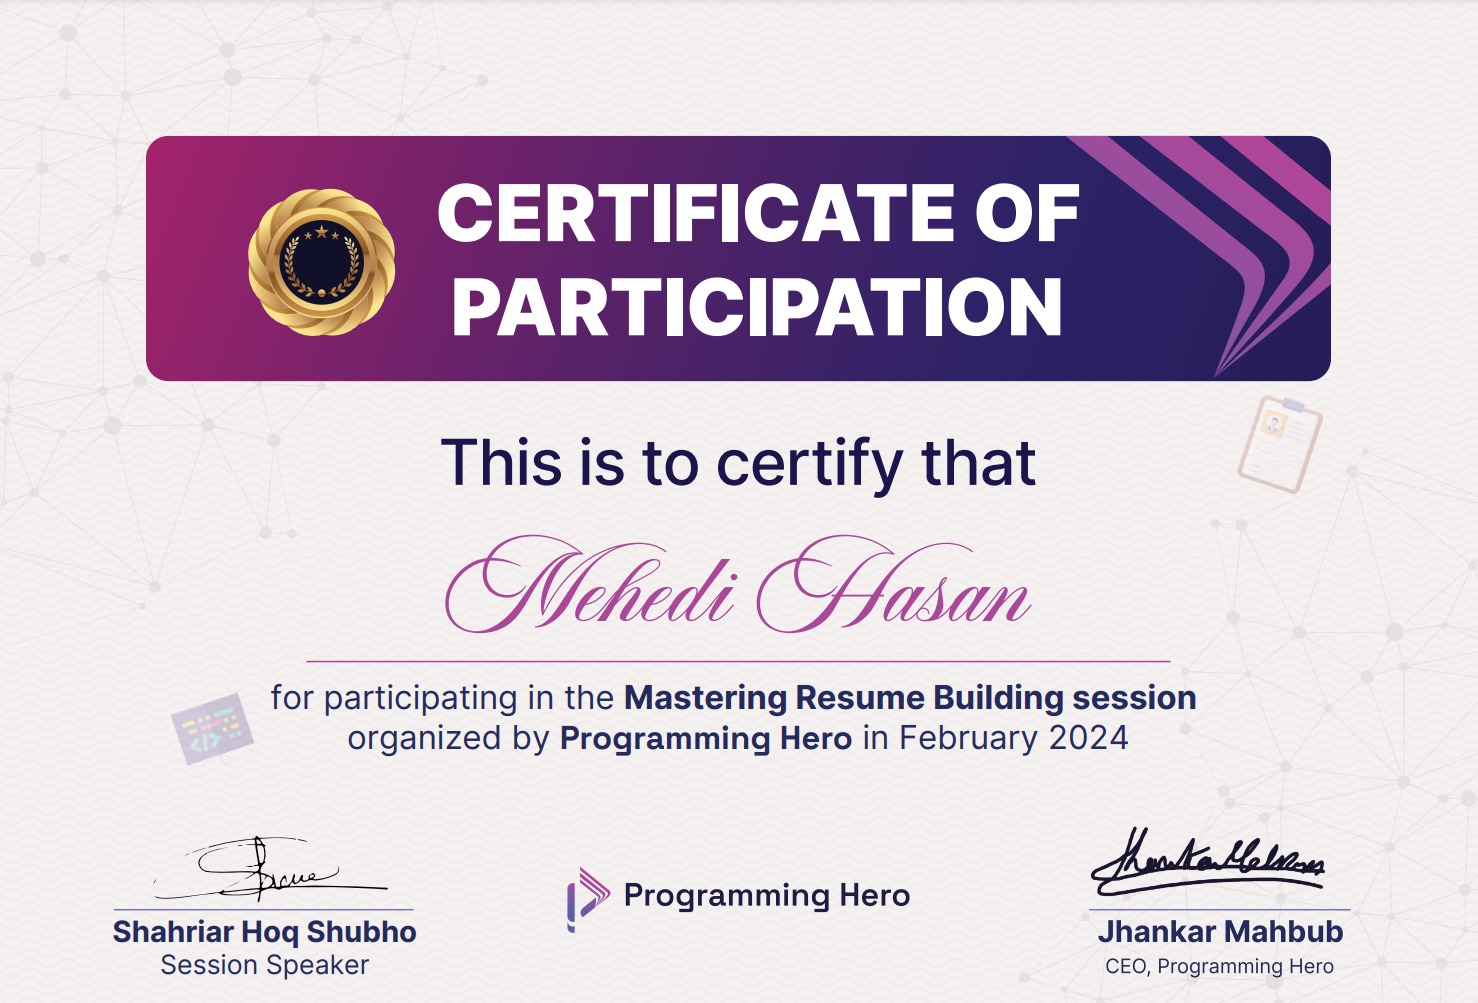 CERTIFICATE OF
PARTICIPATION
This is to certify that
Mehedi Hasan
for participating in the Mastering Resume Building session
organized by Programming Hero in February 2024
Shahriar Hoq Shubho
Session Speaker
Programming Hero
Jhankar Mahbub
CEO, Programming Hero